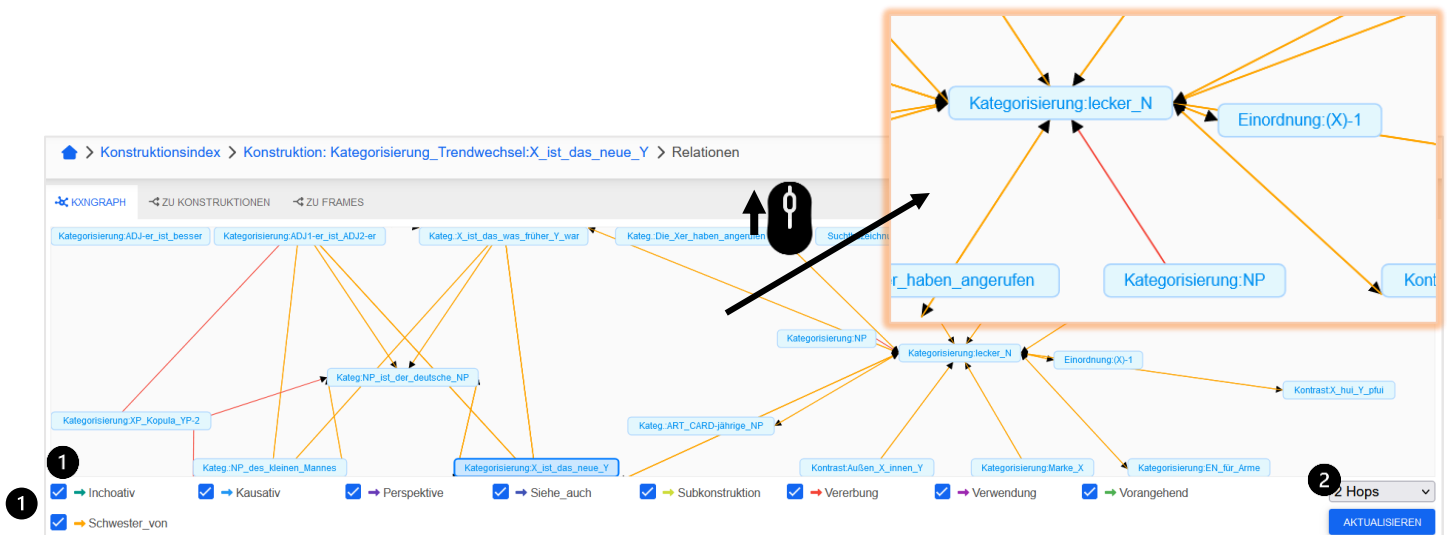 Kategorisierung:lecker_N
Einordnung:(X)-1
r_haben_angerufen
Kategorisierung:NP
Kont
Konstruktionsindex > Konstruktion: Kategorisierung_Trendwechsel:X_ist_das_neue_Y > Relationen
KXNGRAPH ZU KONSTRUKTIONEN ZU FRAMES
Kategorisierung:ADJ-er_ist_besser Kategorisierung:ADJ1-er_ist_ADJ2-er Kateg.:X_ist_das_was_früher_Y_war Kateg.:Die_Xer_haben_angerufen
Kategorisierung:NP
Kategorisierung:lecker_N
Einordnung:(X)-1
Kateg:NP_ist_der_deutsche_NP
Kontrast:X_hui_Y_pfui
Kategorisierung:XP_Kopula_YP-2
Kateg.:ART_CARD-jährige_NP
Kateg.:NP_des_kleinen_Mannes Kategorisierung:X_ist_das_neue_Y Kontrast:Außen_X_innen_Y Kategorisierung:Marke_X Kategorisierung:EN_für_Arme
1
1 Inchoativ Kausativ Perspektive Siehe_auch Subkonstruktion Vererbung Verwendung Vorangehend 2 2 Hops
Schwester_von AKTUALISIEREN